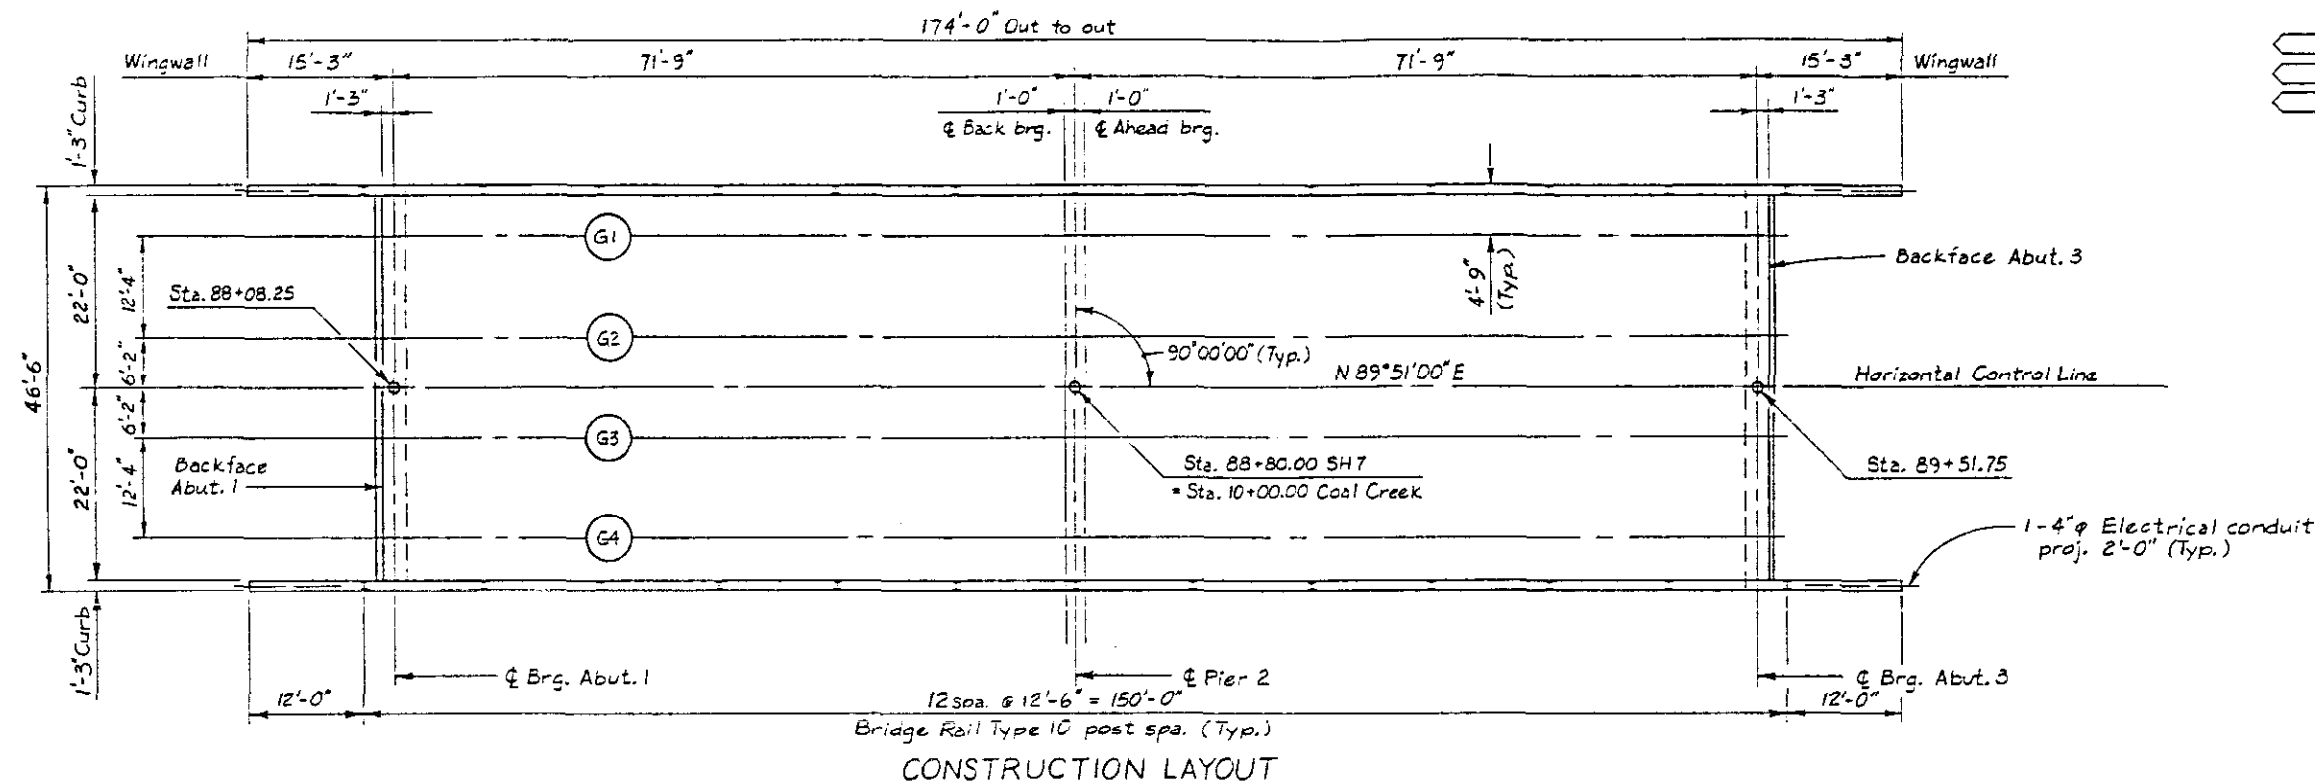 174'-0" Out to out
Wingwall 15'-3" 71'-9" 71'-9" 15'-3" Wingwall
1'-3" 1'-0" 1'-0" 1'-3"
℄ Back brg. ℄ Ahead brg.
1'-3" Curb
G1
Backface Abut. 3
22'-0"
12'-4"
4'-9"
(Typ.)
Sta. 88+08.25
G2
90°00'00" (Typ.)
46'-6"
6'-2"
N 89°51'00" E
Horizontal Control Line
6'-2"
G3
Backface
Abut. 1
Sta. 88+80.00 SH7
= Sta. 10+00.00 Coal Creek
Sta. 89+51.75
22'-0"
12'-4"
G4
1-4"φ Electrical conduit
proj. 2'-0" (Typ.)
1'-3" Curb
℄ Brg. Abut. 1
℄ Pier 2
℄ Brg. Abut. 3
12'-0" 12 spa. @ 12'-6" = 150'-0" 12'-0"
Bridge Rail Type 10 post spa. (Typ.)
CONSTRUCTION LAYOUT